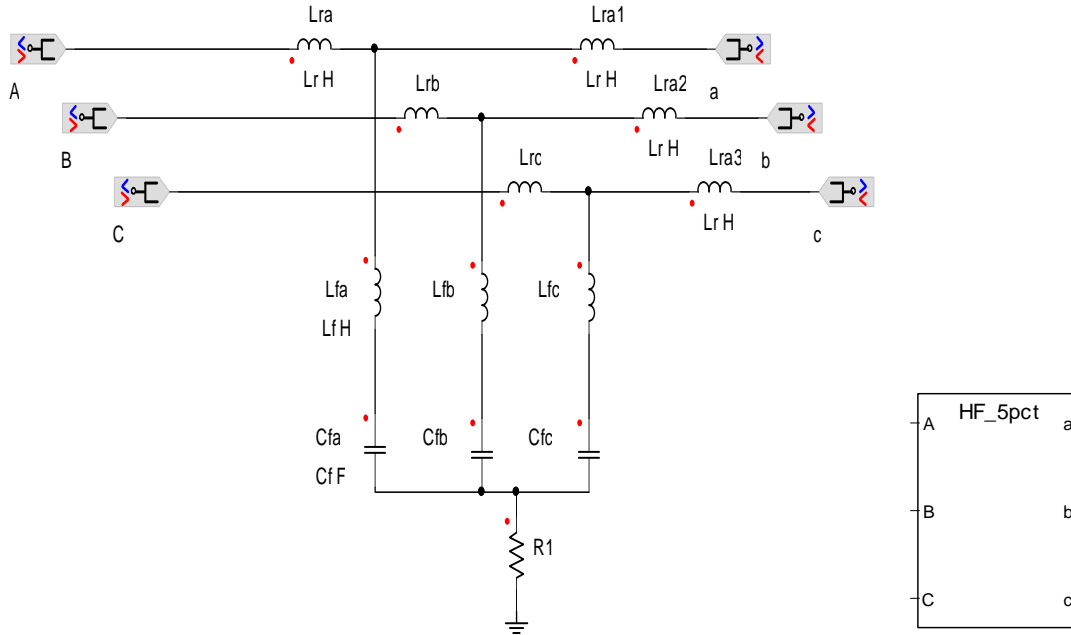 Lra
Lra1
A
Lr H
Lr H
Lrb
Lra2
a
B
Lr H
Lrc
Lra3
b
C
Lr H
c
Lfa
Lfb
Lfc
Lf H
Cfa
Cfb
Cfc
Cf F
R1
HF_5pct
A
a
B
b
C
c